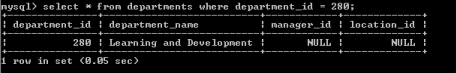 mysql> select * from departments where department_id = 280;
+---------------+--------------------------+------------+-------------+
| department_id | department_name | manager_id | location_id |
+---------------+--------------------------+------------+-------------+
| 280 | Learning and Development | NULL | NULL |
+---------------+--------------------------+------------+-------------+
1 row in set (0.05 sec)